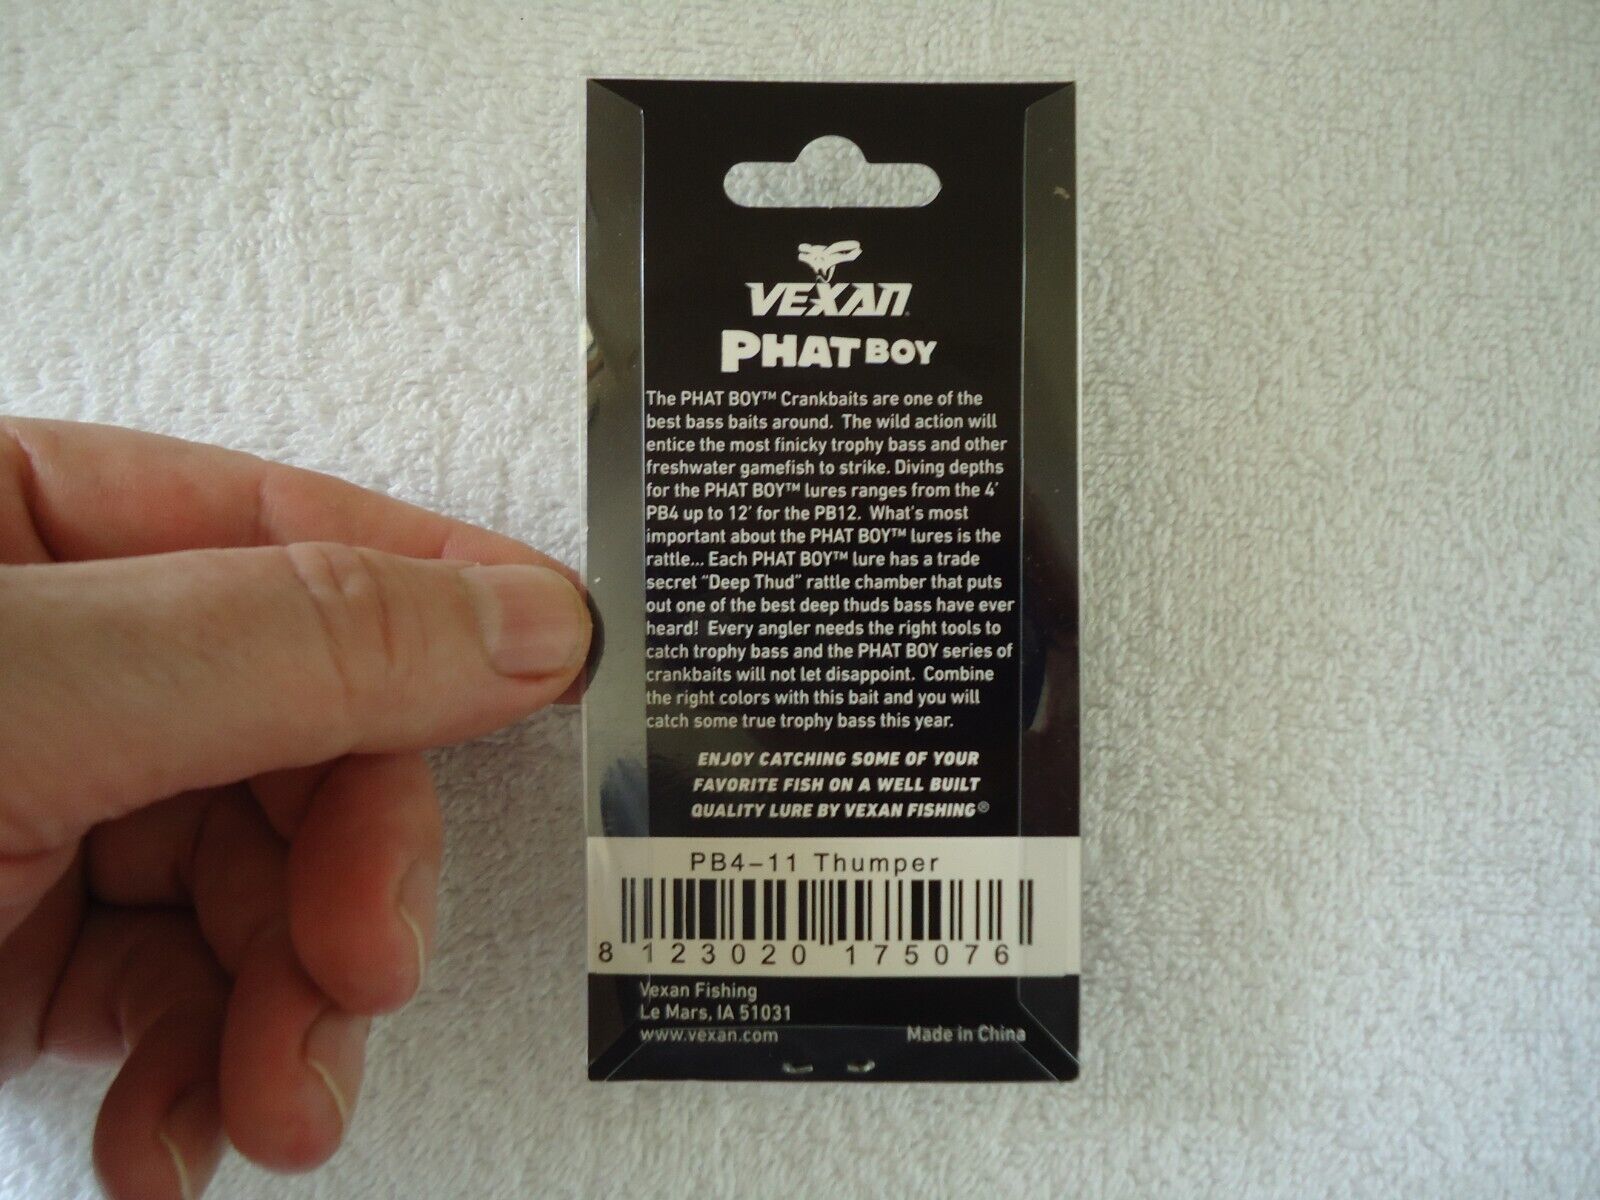 VEXAN
PHAT BOY
The PHAT BOY™ Crankbaits are one of the
best bass baits around. The wild action will
entice the most finicky trophy bass and other
freshwater gamefish to strike. Diving depths
for the PHAT BOY™ lures ranges from the 4'
PB4 up to 12' for the PB12. What's most
important about the PHAT BOY™ lures is the
rattle... Each PHAT BOY™ lure has a trade
secret "Deep Thud" rattle chamber that puts
out one of the best deep thuds bass have ever
heard! Every angler needs the right tools to
catch trophy bass and the PHAT BOY series of
crankbaits will not let disappoint. Combine
the right colors with this bait and you will
catch some true trophy bass this year.
ENJOY CATCHING SOME OF YOUR
FAVORITE FISH ON A WELL BUILT
QUALITY LURE BY VEXAN FISHING®
PB4-11 Thumper
8 123020 175076
Vexan Fishing
Le Mars, IA 51031
www.vexan.com Made in China